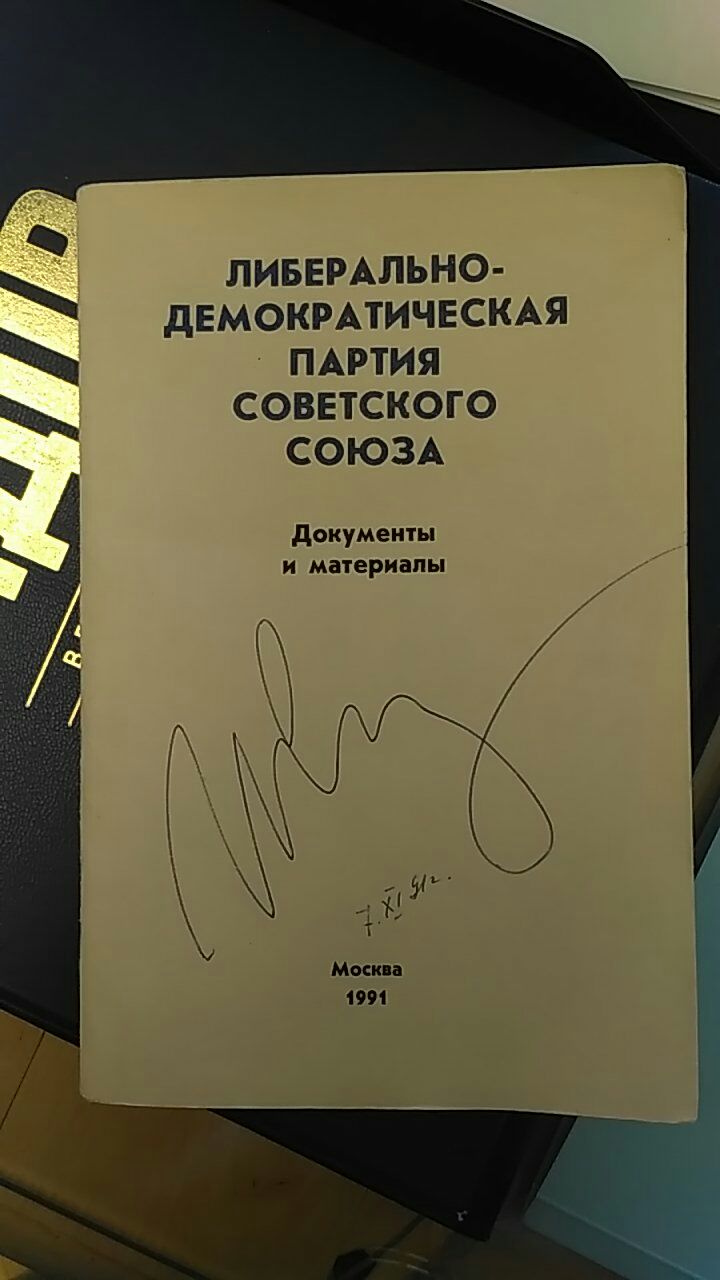 ЛИБЕРАЛЬНО-
ДЕМОКРАТИЧЕСКАЯ
ПАРТИЯ
СОВЕТСКОГО
СОЮЗА
Документы
и материалы
7.XI 91г.
Москва
1991